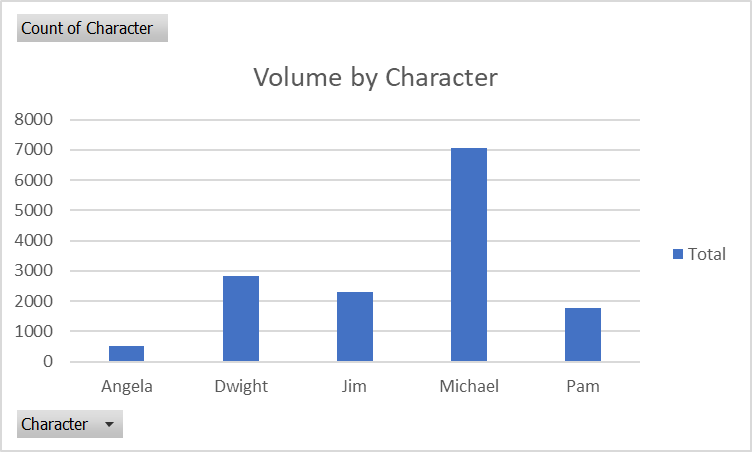 Count of Character
Volume by Character
8000
7000
6000
5000
4000
3000
2000
1000
0
Total
Angela Dwight Jim Michael Pam
Character